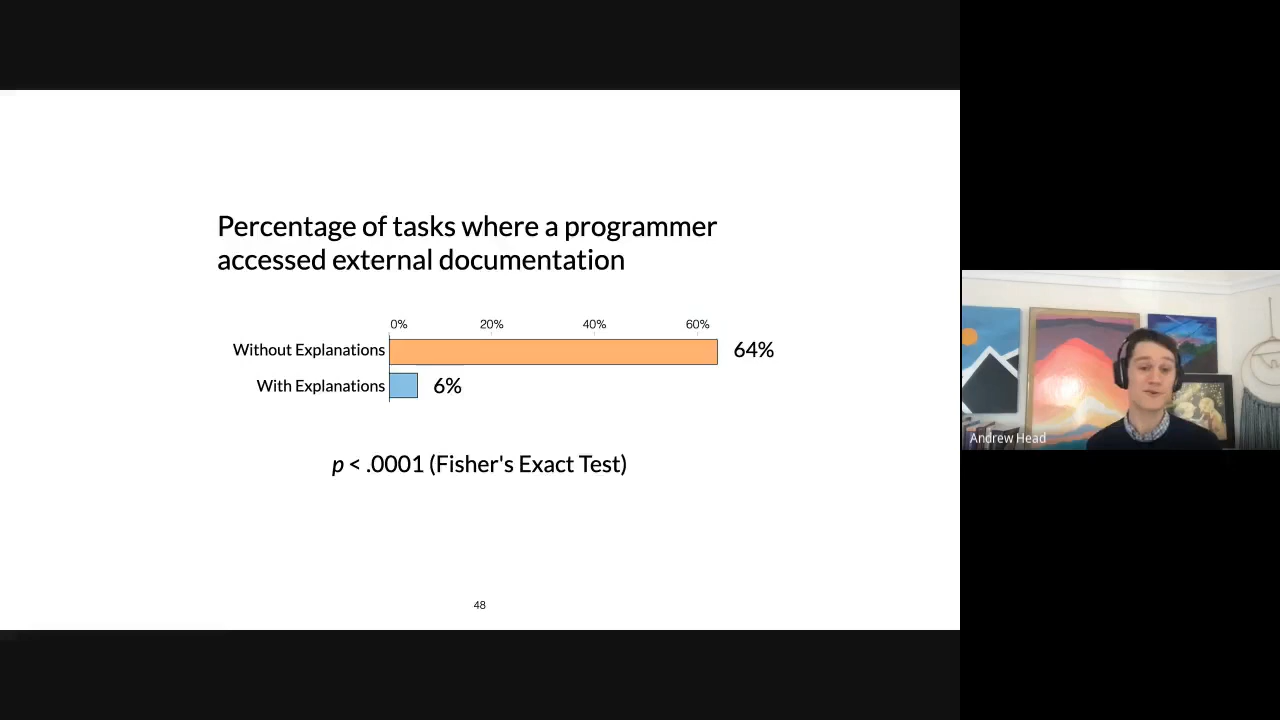 Percentage of tasks where a programmer
accessed external documentation
0% 20% 40% 60%
Without Explanations 64%
With Explanations 6%
p < .0001 (Fisher's Exact Test)
48
Andrew Head